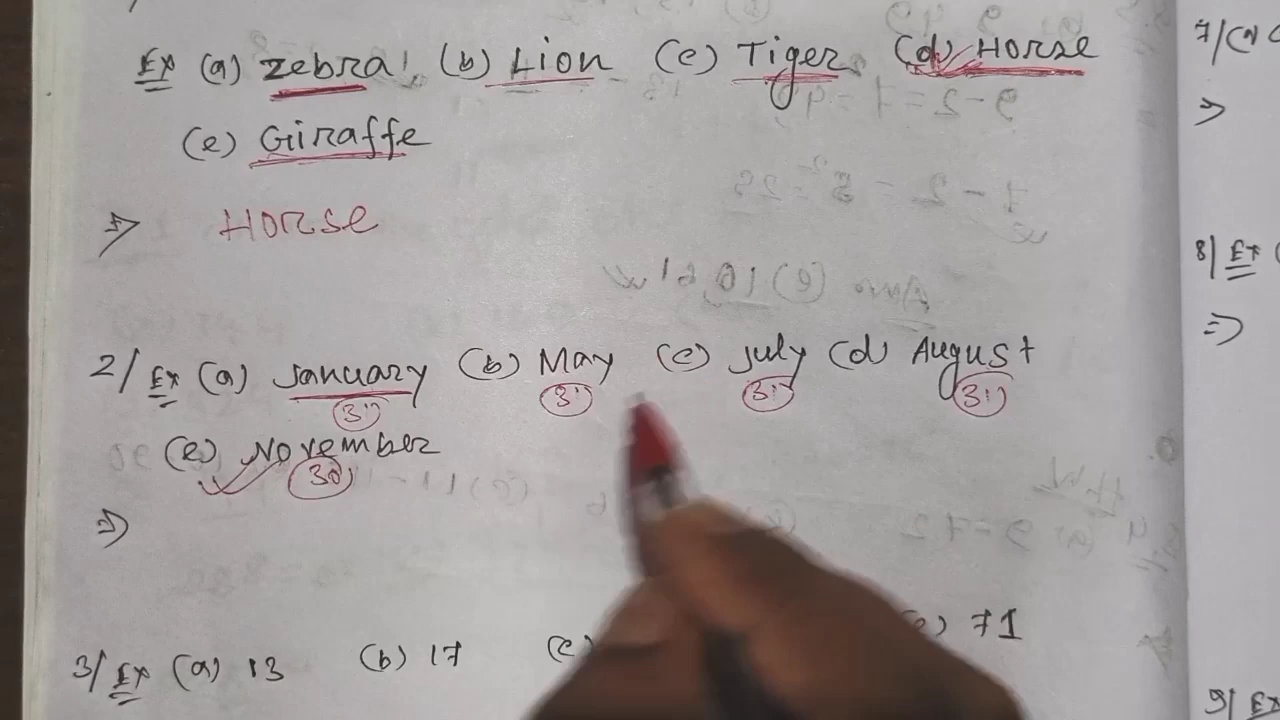 Ex (a) Zebra (b) Lion (c) Tiger (d) Horse
(e) Giraffe
⇒ Horse
2/ Ex (a) January (b) May (c) July (d) August
31 31 31 31
(e) November
30
⇒
3/ Ex (a) 13 (b) 17 (c) (e) 71
7/ (a)
⇒
8/ Ex
⇒
9/ Ex